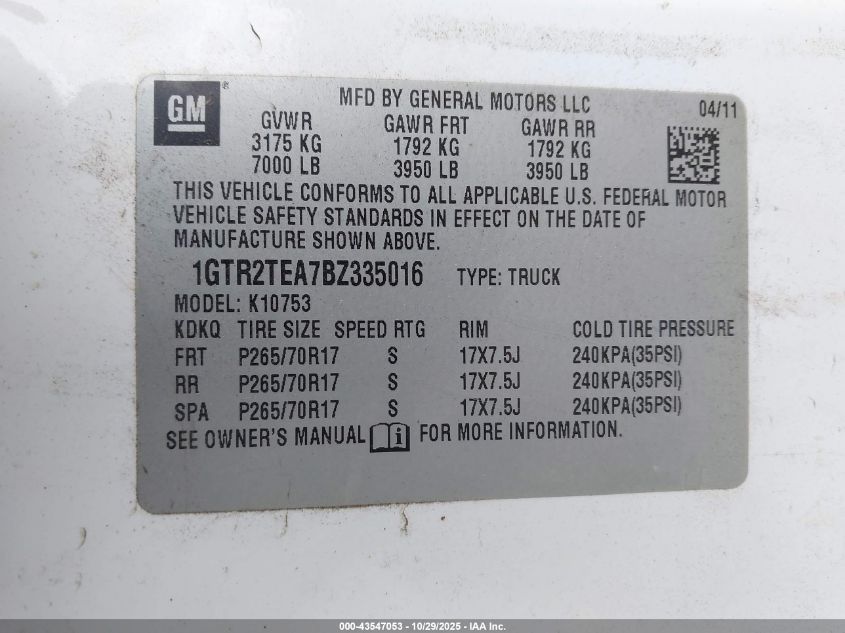 GM®
MFD BY GENERAL MOTORS LLC
04/11
GVWR GAWR FRT GAWR RR
3175 KG 1792 KG 1792 KG
7000 LB 3950 LB 3950 LB
THIS VEHICLE CONFORMS TO ALL APPLICABLE U.S. FEDERAL MOTOR
VEHICLE SAFETY STANDARDS IN EFFECT ON THE DATE OF
MANUFACTURE SHOWN ABOVE.
1GTR2TEA7BZ335016 TYPE: TRUCK
MODEL: K10753
KDKQ TIRE SIZE SPEED RTG RIM COLD TIRE PRESSURE
FRT P265/70R17 S 17X7.5J 240KPA(35PSI)
RR P265/70R17 S 17X7.5J 240KPA(35PSI)
SPA P265/70R17 S 17X7.5J 240KPA(35PSI)
SEE OWNER'S MANUAL i FOR MORE INFORMATION.
000-43547053 - 10/29/2025 - IAA Inc.